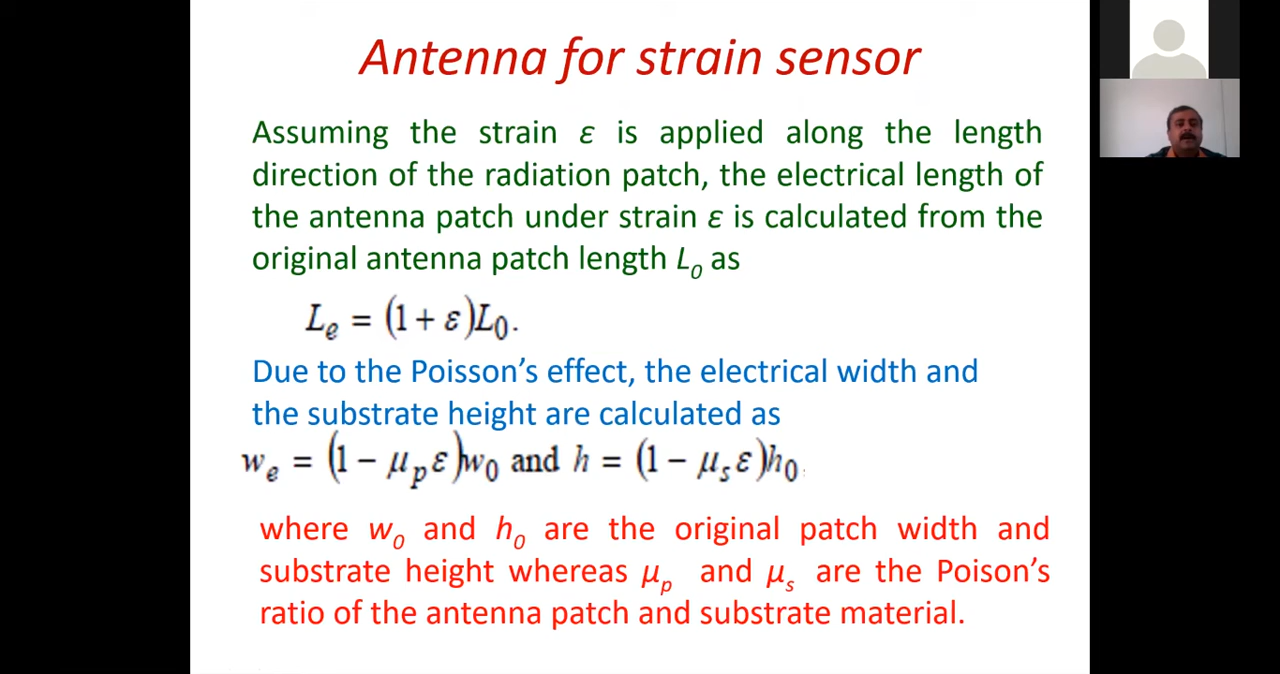 Antenna for strain sensor
Assuming the strain ε is applied along the length
direction of the radiation patch, the electrical length of
the antenna patch under strain ε is calculated from the
original antenna patch length L₀ as
Lₑ = (1 + ε)L₀.
Due to the Poisson’s effect, the electrical width and
the substrate height are calculated as
wₑ = (1 − μₚε)w₀ and h = (1 − μₛε)h₀.
where w₀ and h₀ are the original patch width and
substrate height whereas μₚ and μₛ are the Poison’s
ratio of the antenna patch and substrate material.